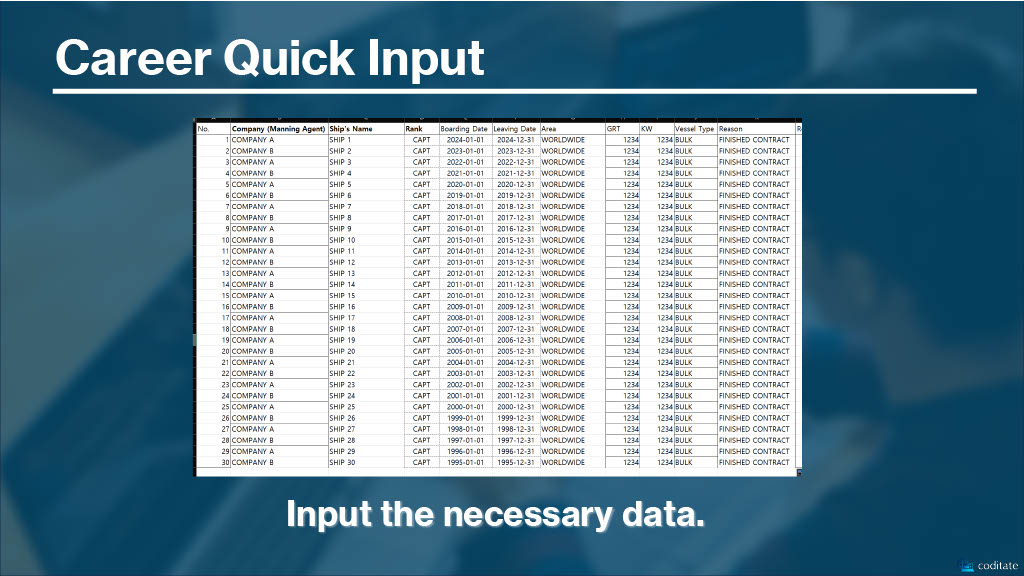 Career Quick Input
No. Company (Manning Agent) Ship's Name Rank Boarding Date Leaving Date Area GRT KW Vessel Type Reason
1 COMPANY A SHIP 1 CAPT 2024-01-01 2024-12-31 WORLDWIDE 1234 1234 BULK FINISHED CONTRACT
2 COMPANY B SHIP 2 CAPT 2023-01-01 2023-12-31 WORLDWIDE 1234 1234 BULK FINISHED CONTRACT
3 COMPANY A SHIP 3 CAPT 2022-01-01 2022-12-31 WORLDWIDE 1234 1234 BULK FINISHED CONTRACT
4 COMPANY B SHIP 4 CAPT 2021-01-01 2021-12-31 WORLDWIDE 1234 1234 BULK FINISHED CONTRACT
5 COMPANY A SHIP 5 CAPT 2020-01-01 2020-12-31 WORLDWIDE 1234 1234 BULK FINISHED CONTRACT
6 COMPANY B SHIP 6 CAPT 2019-01-01 2019-12-31 WORLDWIDE 1234 1234 BULK FINISHED CONTRACT
7 COMPANY A SHIP 7 CAPT 2018-01-01 2018-12-31 WORLDWIDE 1234 1234 BULK FINISHED CONTRACT
8 COMPANY B SHIP 8 CAPT 2017-01-01 2017-12-31 WORLDWIDE 1234 1234 BULK FINISHED CONTRACT
9 COMPANY A SHIP 9 CAPT 2016-01-01 2016-12-31 WORLDWIDE 1234 1234 BULK FINISHED CONTRACT
10 COMPANY B SHIP 10 CAPT 2015-01-01 2015-12-31 WORLDWIDE 1234 1234 BULK FINISHED CONTRACT
11 COMPANY A SHIP 11 CAPT 2014-01-01 2014-12-31 WORLDWIDE 1234 1234 BULK FINISHED CONTRACT
12 COMPANY B SHIP 12 CAPT 2013-01-01 2013-12-31 WORLDWIDE 1234 1234 BULK FINISHED CONTRACT
13 COMPANY A SHIP 13 CAPT 2012-01-01 2012-12-31 WORLDWIDE 1234 1234 BULK FINISHED CONTRACT
14 COMPANY B SHIP 14 CAPT 2011-01-01 2011-12-31 WORLDWIDE 1234 1234 BULK FINISHED CONTRACT
15 COMPANY A SHIP 15 CAPT 2010-01-01 2010-12-31 WORLDWIDE 1234 1234 BULK FINISHED CONTRACT
16 COMPANY B SHIP 16 CAPT 2009-01-01 2009-12-31 WORLDWIDE 1234 1234 BULK FINISHED CONTRACT
17 COMPANY A SHIP 17 CAPT 2008-01-01 2008-12-31 WORLDWIDE 1234 1234 BULK FINISHED CONTRACT
18 COMPANY B SHIP 18 CAPT 2007-01-01 2007-12-31 WORLDWIDE 1234 1234 BULK FINISHED CONTRACT
19 COMPANY A SHIP 19 CAPT 2006-01-01 2006-12-31 WORLDWIDE 1234 1234 BULK FINISHED CONTRACT
20 COMPANY B SHIP 20 CAPT 2005-01-01 2005-12-31 WORLDWIDE 1234 1234 BULK FINISHED CONTRACT
21 COMPANY A SHIP 21 CAPT 2004-01-01 2004-12-31 WORLDWIDE 1234 1234 BULK FINISHED CONTRACT
22 COMPANY B SHIP 22 CAPT 2003-01-01 2003-12-31 WORLDWIDE 1234 1234 BULK FINISHED CONTRACT
23 COMPANY A SHIP 23 CAPT 2002-01-01 2002-12-31 WORLDWIDE 1234 1234 BULK FINISHED CONTRACT
24 COMPANY B SHIP 24 CAPT 2001-01-01 2001-12-31 WORLDWIDE 1234 1234 BULK FINISHED CONTRACT
25 COMPANY A SHIP 25 CAPT 2000-01-01 2000-12-31 WORLDWIDE 1234 1234 BULK FINISHED CONTRACT
26 COMPANY B SHIP 26 CAPT 1999-01-01 1999-12-31 WORLDWIDE 1234 1234 BULK FINISHED CONTRACT
27 COMPANY A SHIP 27 CAPT 1998-01-01 1998-12-31 WORLDWIDE 1234 1234 BULK FINISHED CONTRACT
28 COMPANY B SHIP 28 CAPT 1997-01-01 1997-12-31 WORLDWIDE 1234 1234 BULK FINISHED CONTRACT
29 COMPANY A SHIP 29 CAPT 1996-01-01 1996-12-31 WORLDWIDE 1234 1234 BULK FINISHED CONTRACT
30 COMPANY B SHIP 30 CAPT 1995-01-01 1995-12-31 WORLDWIDE 1234 1234 BULK FINISHED CONTRACT
Input the necessary data.
coditate